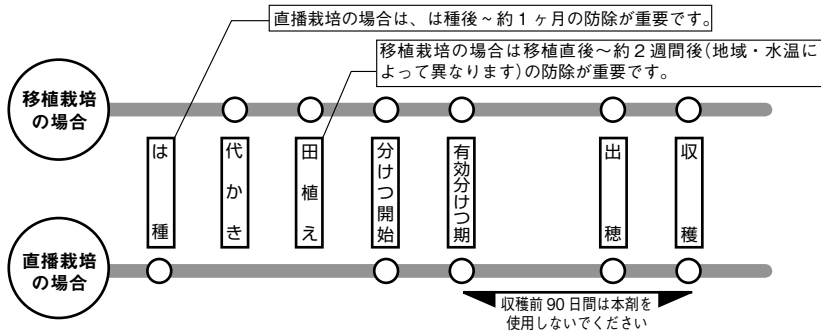 直播栽培の場合は、は種後～約1ヶ月の防除が重要です。
移植栽培の場合は移植直後～約2週間後(地域・水温に
よって異なります)の防除が重要です。
移植栽培
の場合
は種
代かき
田植え
分けつ開始
有効分けつ期
出穂
収穫
直播栽培
の場合
収穫前90日間は本剤を
使用しないでください